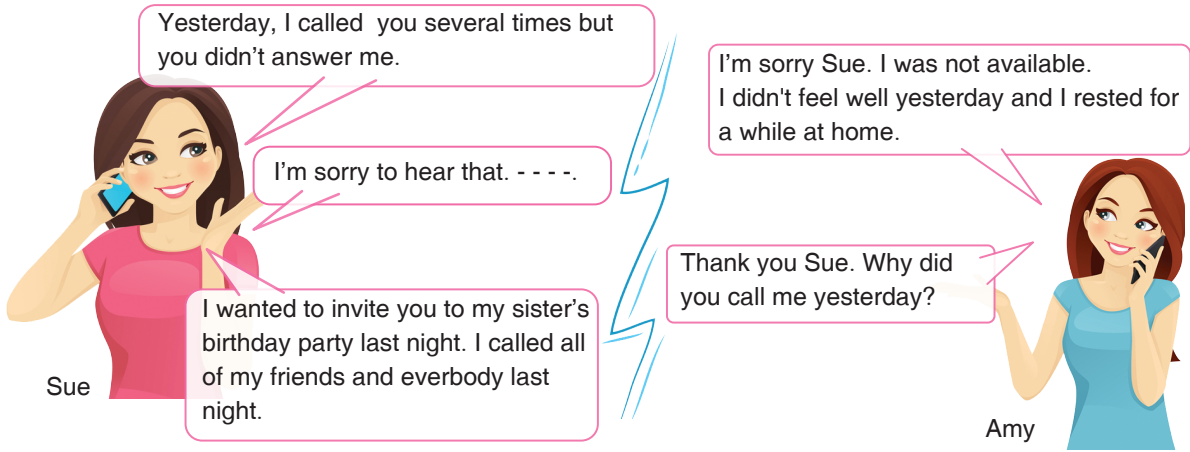 Yesterday, I called you several times but
you didn’t answer me.
I’m sorry Sue. I was not available.
I didn't feel well yesterday and I rested for
a while at home.
I’m sorry to hear that. - - - -.
Thank you Sue. Why did
you call me yesterday?
I wanted to invite you to my sister’s
birthday party last night. I called all
of my friends and everbody last
night.
Sue
Amy